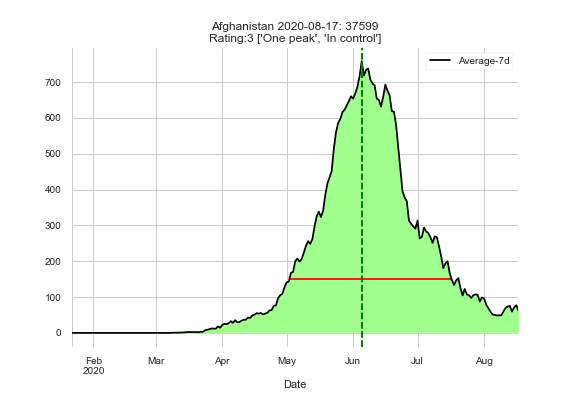 Afghanistan 2020-08-17: 37599
Rating:3 ['One peak', 'In control']
Average-7d
700
600
500
400
300
200
100
0
Feb Mar Apr May Jun Jul Aug
2020
Date